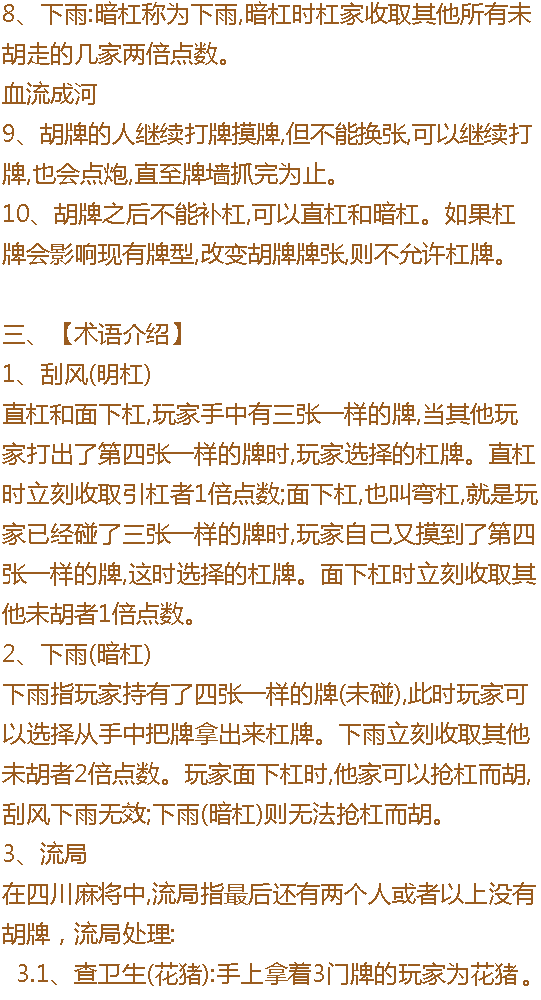 8、下雨:暗杠称为下雨,暗杠时杠家收取其他所有未
胡走的几家两倍点数。
血流成河
9、胡牌的人继续打牌摸牌,但不能换张,可以继续打
牌,也会点炮,直至牌墙抓完为止。
10、胡牌之后不能补杠,可以直杠和暗杠。如果杠
牌会影响现有牌型,改变胡牌牌张,则不允许杠牌。
三、【术语介绍】
1、刮风(明杠)
直杠和面下杠,玩家手中有三张一样的牌,当其他玩
家打出了第四张一样的牌时,玩家选择的杠牌。直杠
时立刻收取引杠者1倍点数;面下杠,也叫弯杠,就是玩
家已经碰了三张一样的牌时,玩家自己又摸到了第四
张一样的牌,这时选择的杠牌。面下杠时立刻收取其
他未胡者1倍点数。
2、下雨(暗杠)
下雨指玩家持有了四张一样的牌(未碰),此时玩家可
以选择从手中把牌拿出来杠牌。下雨立刻收取其他
未胡者2倍点数。玩家面下杠时,他家可以抢杠而胡,
刮风下雨无效;下雨(暗杠)则无法抢杠而胡。
3、流局
在四川麻将中,流局指最后还有两个人或者以上没有
胡牌，流局处理:
3.1、查卫生(花猪):手上拿着3门牌的玩家为花猪。